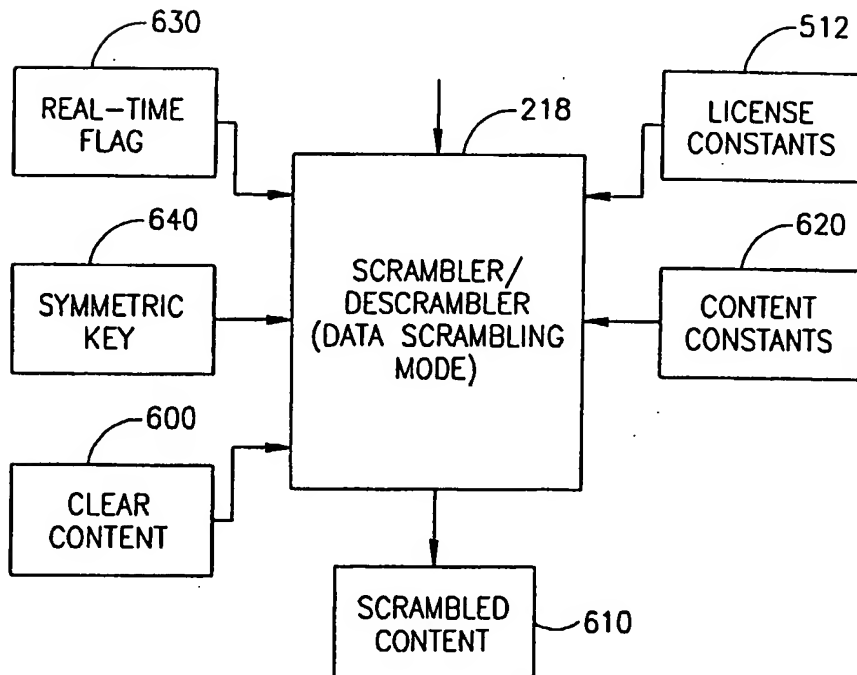 630
REAL-TIME
FLAG
640
SYMMETRIC
KEY
600
CLEAR
CONTENT
218
SCRAMBLER/
DESCRAMBLER
(DATA SCRAMBLING
MODE)
512
LICENSE
CONSTANTS
620
CONTENT
CONSTANTS
SCRAMBLED
CONTENT
610